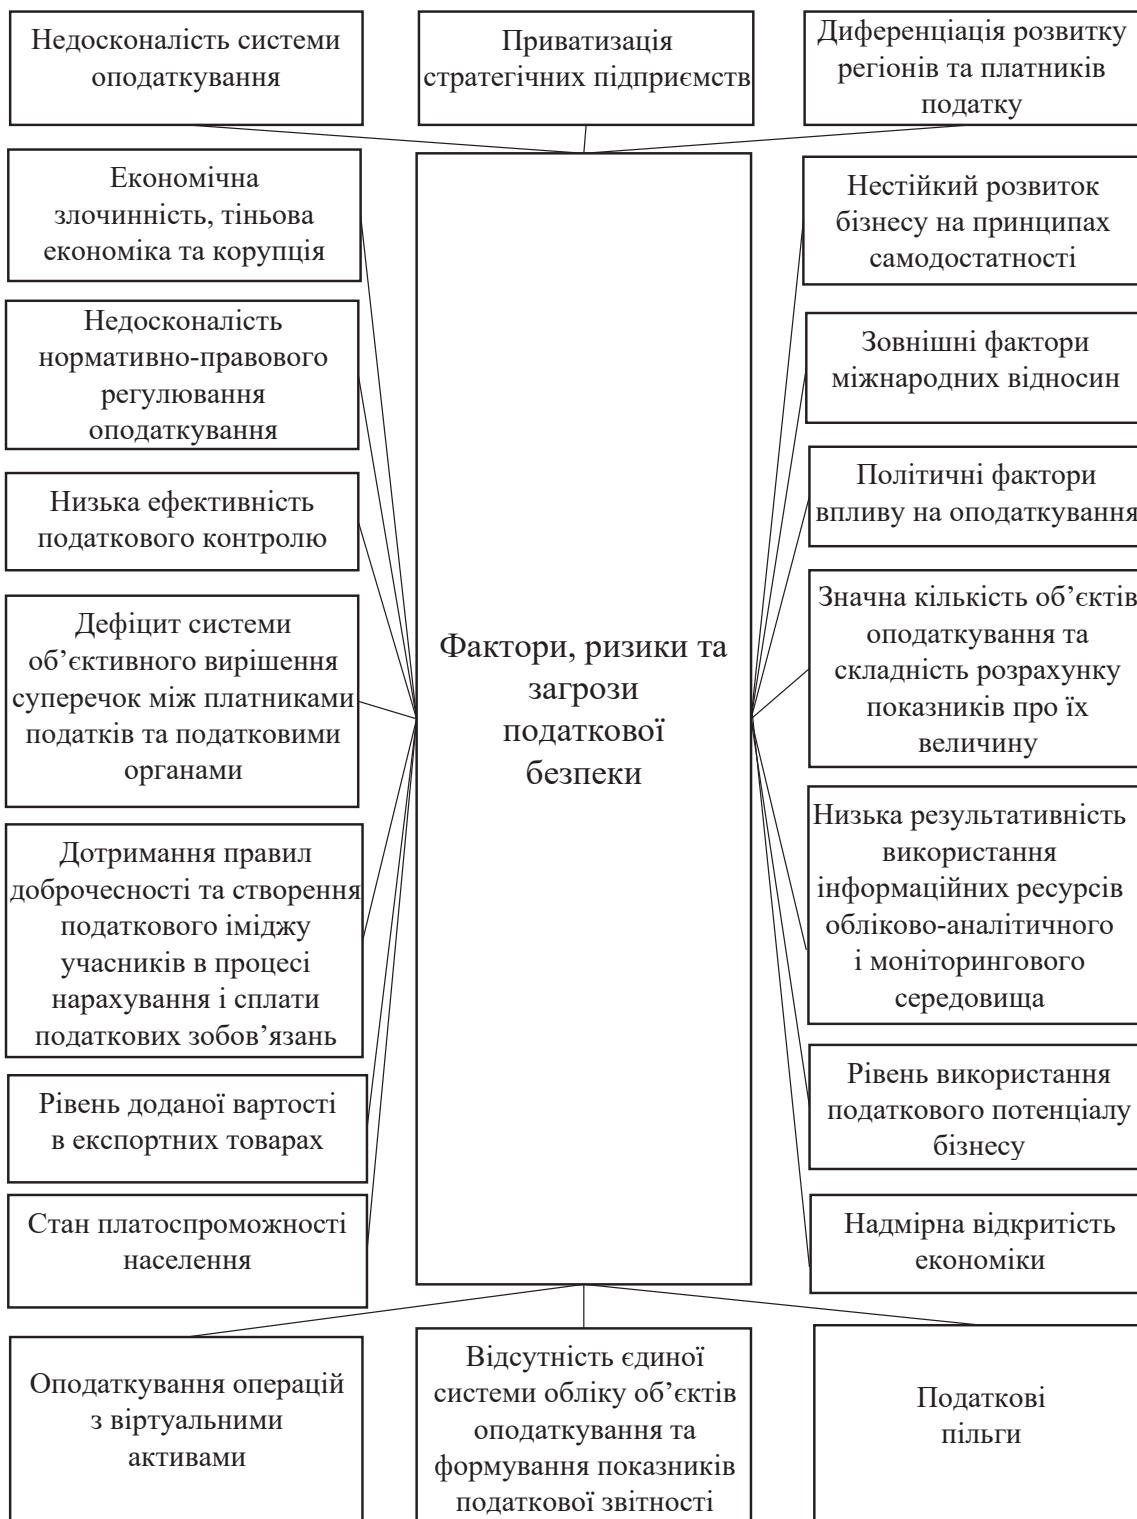 Недосконалість системи
оподаткування
Приватизація
стратегічних підприємств
Диференціація розвитку
регіонів та платників
податку
Економічна
злочинність, тіньова
економіка та корупція
Недосконалість
нормативно-правового
регулювання
оподаткування
Низька ефективність
податкового контролю
Дефіцит системи
об’єктивного вирішення
суперечок між платниками
податків та податковими
органами
Дотримання правил
доброчесності та створення
податкового іміджу
учасників в процесі
нарахування і сплати
податкових зобов’язань
Рівень доданої вартості
в експортних товарах
Стан платоспроможності
населення
Фактори, ризики та
загрози
податкової
безпеки
Нестійкий розвиток
бізнесу на принципах
самодостатності
Зовнішні фактори
міжнародних відносин
Політичні фактори
впливу на оподаткування
Значна кількість об’єктів
оподаткування та
складність розрахунку
показників про їх
величину
Низька результативність
використання
інформаційних ресурсів
обліково-аналітичного
і моніторингового
середовища
Рівень використання
податкового потенціалу
бізнесу
Надмірна відкритість
економіки
Оподаткування операцій
з віртуальними
активами
Відсутність єдиної
системи обліку об’єктів
оподаткування та
формування показників
податкової звітності
Податкові
пільги